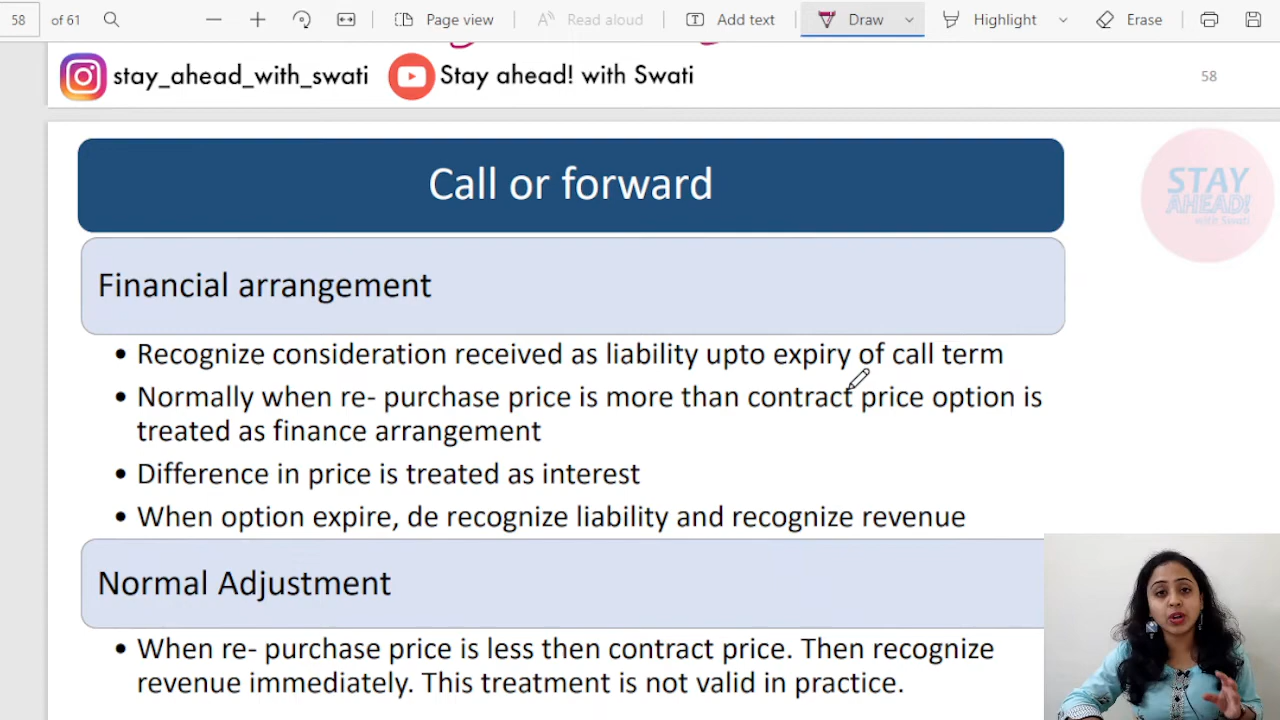 58 of 61 Page view Read aloud Add text Draw Highlight Erase
stay_ahead_with_swati Stay ahead! with Swati 58
STAY
AHEAD!
with Swati
Call or forward
Financial arrangement
• Recognize consideration received as liability upto expiry of call term
• Normally when re- purchase price is more than contract price option is
treated as finance arrangement
• Difference in price is treated as interest
• When option expire, de recognize liability and recognize revenue
Normal Adjustment
• When re- purchase price is less then contract price. Then recognize
revenue immediately. This treatment is not valid in practice.